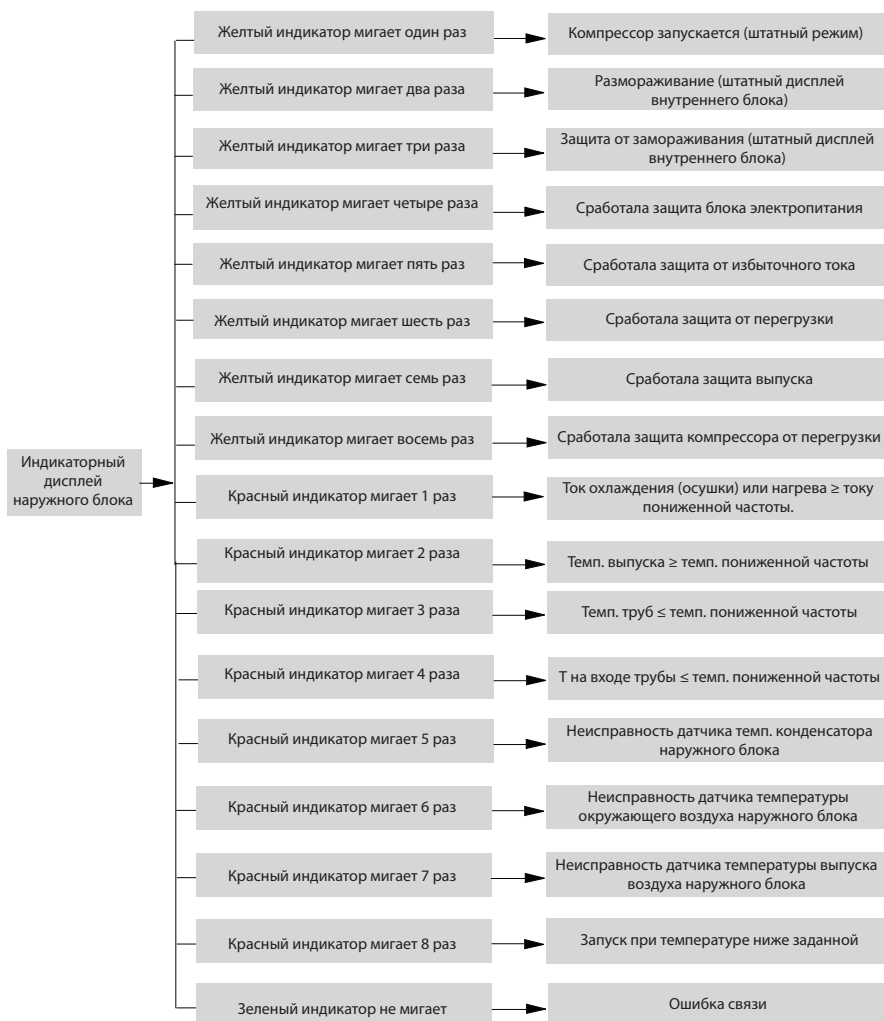 Желтый индикатор мигает один раз
Компрессор запускается (штатный режим)
Желтый индикатор мигает два раза
Размораживание (штатный дисплей
внутреннего блока)
Желтый индикатор мигает три раза
Защита от замораживания (штатный дисплей
внутреннего блока)
Желтый индикатор мигает четыре раза
Сработала защита блока электропитания
Желтый индикатор мигает пять раз
Сработала защита от избыточного тока
Желтый индикатор мигает шесть раз
Сработала защита от перегрузки
Желтый индикатор мигает семь раз
Сработала защита выпуска
Желтый индикатор мигает восемь раз
Сработала защита компрессора от перегрузки
Индикаторный
дисплей
наружного блока
Красный индикатор мигает 1 раз
Ток охлаждения (осушки) или нагрева ≥ току
пониженной частоты.
Красный индикатор мигает 2 раза
Темп. выпуска ≥ темп. пониженной частоты
Красный индикатор мигает 3 раза
Темп. труб ≤ темп. пониженной частоты
Красный индикатор мигает 4 раза
Т на входе трубы ≤ темп. пониженной частоты
Красный индикатор мигает 5 раз
Неисправность датчика темп. конденсатора
наружного блока
Красный индикатор мигает 6 раз
Неисправность датчика температуры
окружающего воздуха наружного блока
Красный индикатор мигает 7 раз
Неисправность датчика температуры выпуска
воздуха наружного блока
Красный индикатор мигает 8 раз
Запуск при температуре ниже заданной
Зеленый индикатор не мигает
Ошибка связи